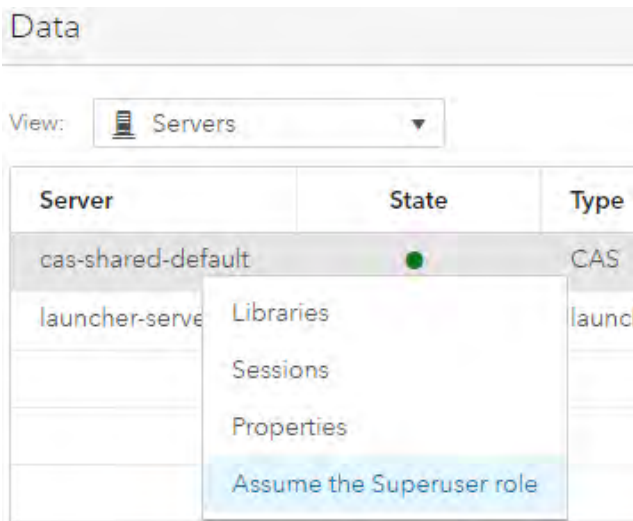 Data
View: Servers
Server State Type
cas-shared-default CAS
launcher-serve launc
Libraries
Sessions
Properties
Assume the Superuser role